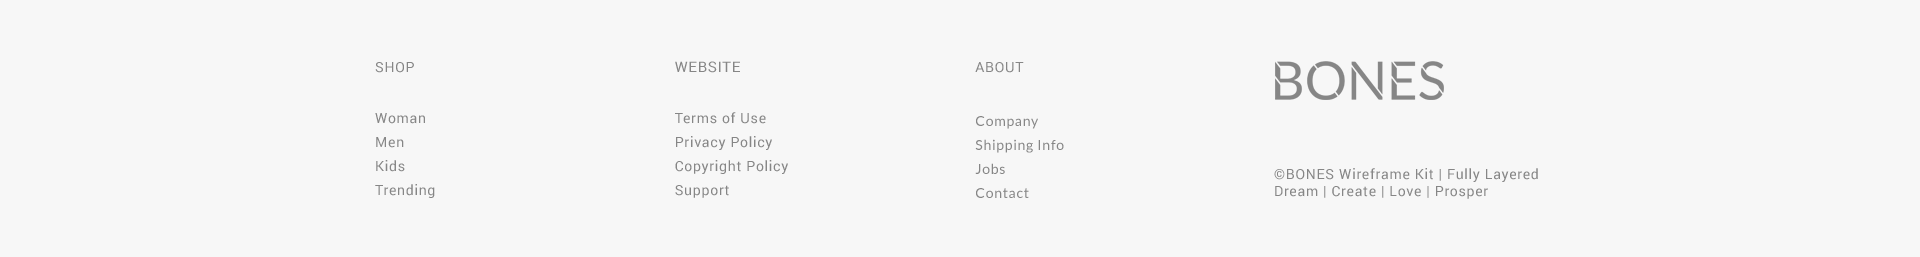 SHOP
Woman
Men
Kids
Trending
WEBSITE
Terms of Use
Privacy Policy
Copyright Policy
Support
ABOUT
Company
Shipping Info
Jobs
Contact
BONES
©BONES Wireframe Kit | Fully Layered
Dream | Create | Love | Prosper